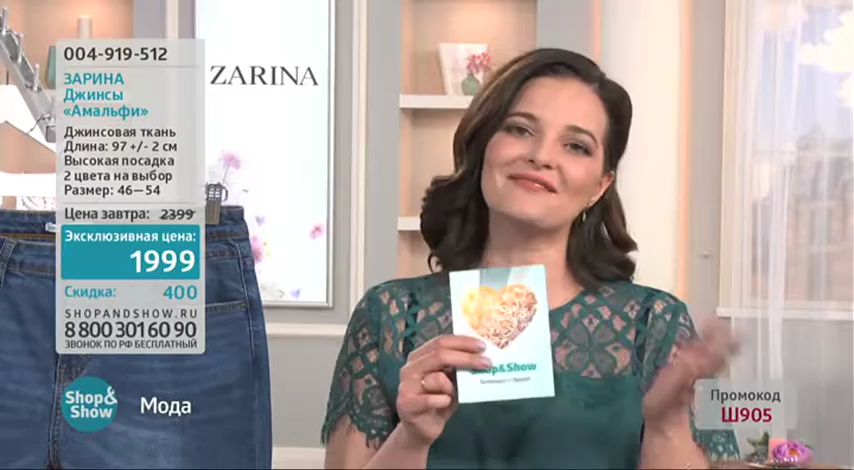 004-919-512
ЗАРИНА
Джинсы
«Амальфи»
Джинсовая ткань
Длина: 97 +/- 2 см
Высокая посадка
2 цвета на выбор
Размер: 46—54
Цена завтра: 2399
Эксклюзивная цена:
1999
Скидка: 400
SHOPANDSHOW.RU
8 800 301 60 90
ЗВОНОК ПО РФ БЕСПЛАТНЫЙ
Shop&
Show
Мода
ZARINA
Shop&Show
Промокод
Ш905